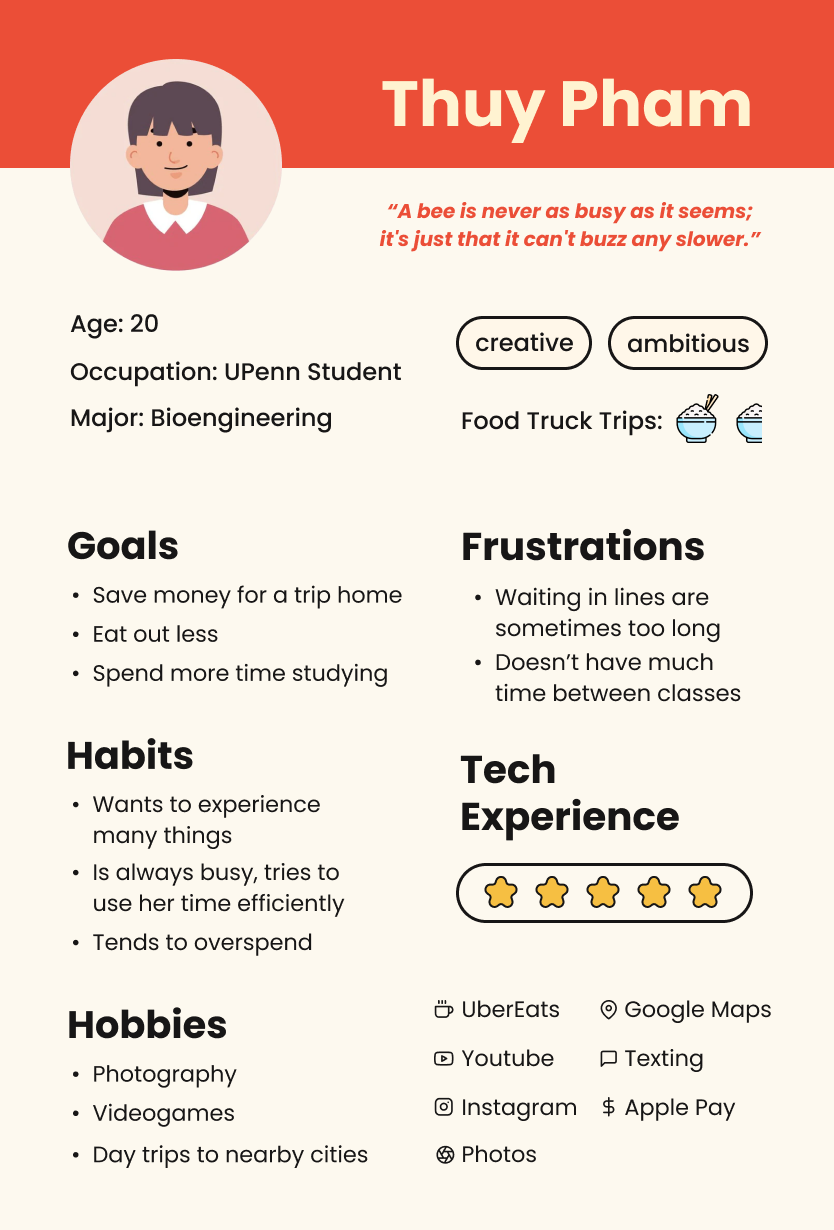 Thuy Pham
“A bee is never as busy as it seems;
it's just that it can't buzz any slower.”
Age: 20
Occupation: UPenn Student
Major: Bioengineering
creative
ambitious
Food Truck Trips:
Goals
• Save money for a trip home
• Eat out less
• Spend more time studying
Habits
• Wants to experience
many things
• Is always busy, tries to
use her time efficiently
• Tends to overspend
Hobbies
• Photography
• Videogames
• Day trips to nearby cities
Frustrations
• Waiting in lines are
sometimes too long
• Doesn’t have much
time between classes
Tech
Experience
UberEats
Google Maps
Youtube
Texting
Instagram
Apple Pay
Photos